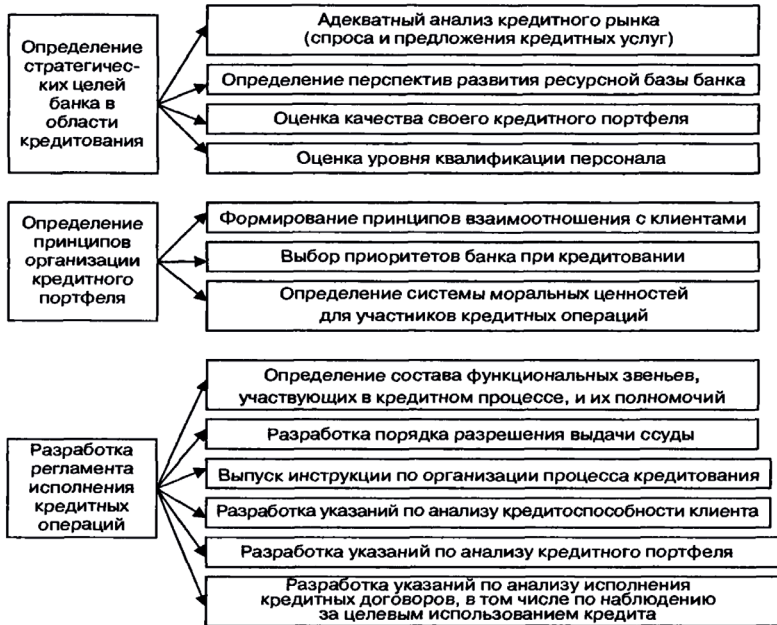 Определение
стратегичес-
ких целей
банка в
области
кредитования
Адекватный анализ кредитного рынка
(спроса и предложения кредитных услуг)
Определение перспектив развития ресурсной базы банка
Оценка качества своего кредитного портфеля
Оценка уровня квалификации персонала
Определение
принципов
организации
кредитного
портфеля
Формирование принципов взаимоотношения с клиентами
Выбор приоритетов банка при кредитовании
Определение системы моральных ценностей
для участников кредитных операций
Разработка
регламента
исполнения
кредитных
операций
Определение состава функциональных звеньев,
участвующих в кредитном процессе, и их полномочий
Разработка порядка разрешения выдачи ссуды
Выпуск инструкции по организации процесса кредитования
Разработка указаний по анализу кредитоспособности клиента
Разработка указаний по анализу кредитного портфеля
Разработка указаний по анализу исполнения
кредитных договоров, в том числе по наблюдению
за целевым использованием кредита